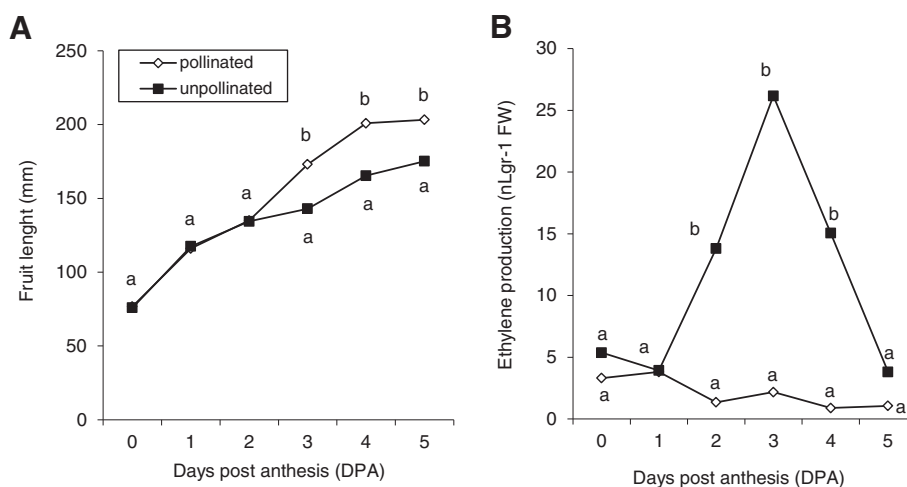 A
250
200
150
100
50
0
Fruit lenght (mm)
pollinated
unpollinated
a
a
a
b
b
b
a
a
a
0 1 2 3 4 5
Days post anthesis (DPA)
B
30
25
20
15
10
5
0
Ethylene production (nLgr-1 FW)
b
b
b
a
a
a
a
a
a
a
a
0 1 2 3 4 5
Days post anthesis (DPA)